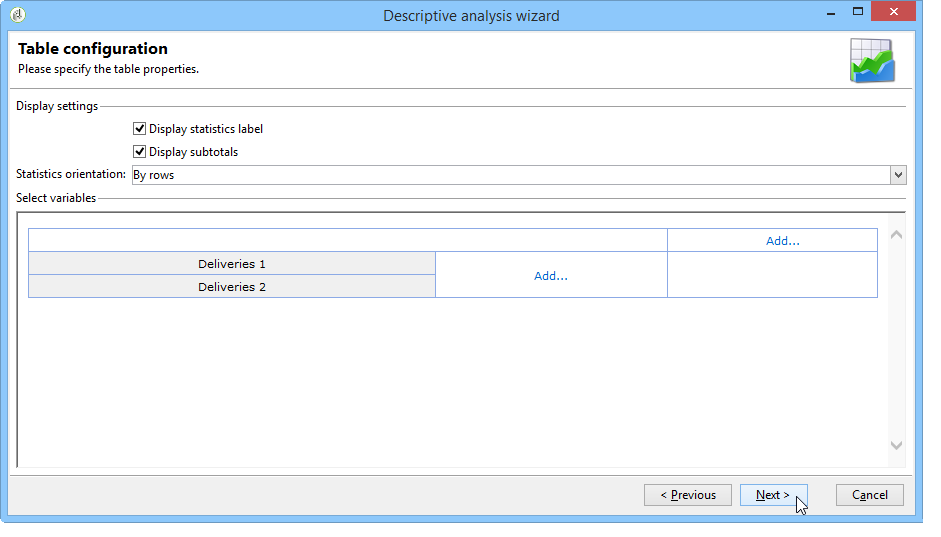 Descriptive analysis wizard
Table configuration
Please specify the table properties.
Display settings
Display statistics label
Display subtotals
Statistics orientation: By rows
Select variables
Add...
Deliveries 1
Add...
Deliveries 2
< Previous Next > Cancel